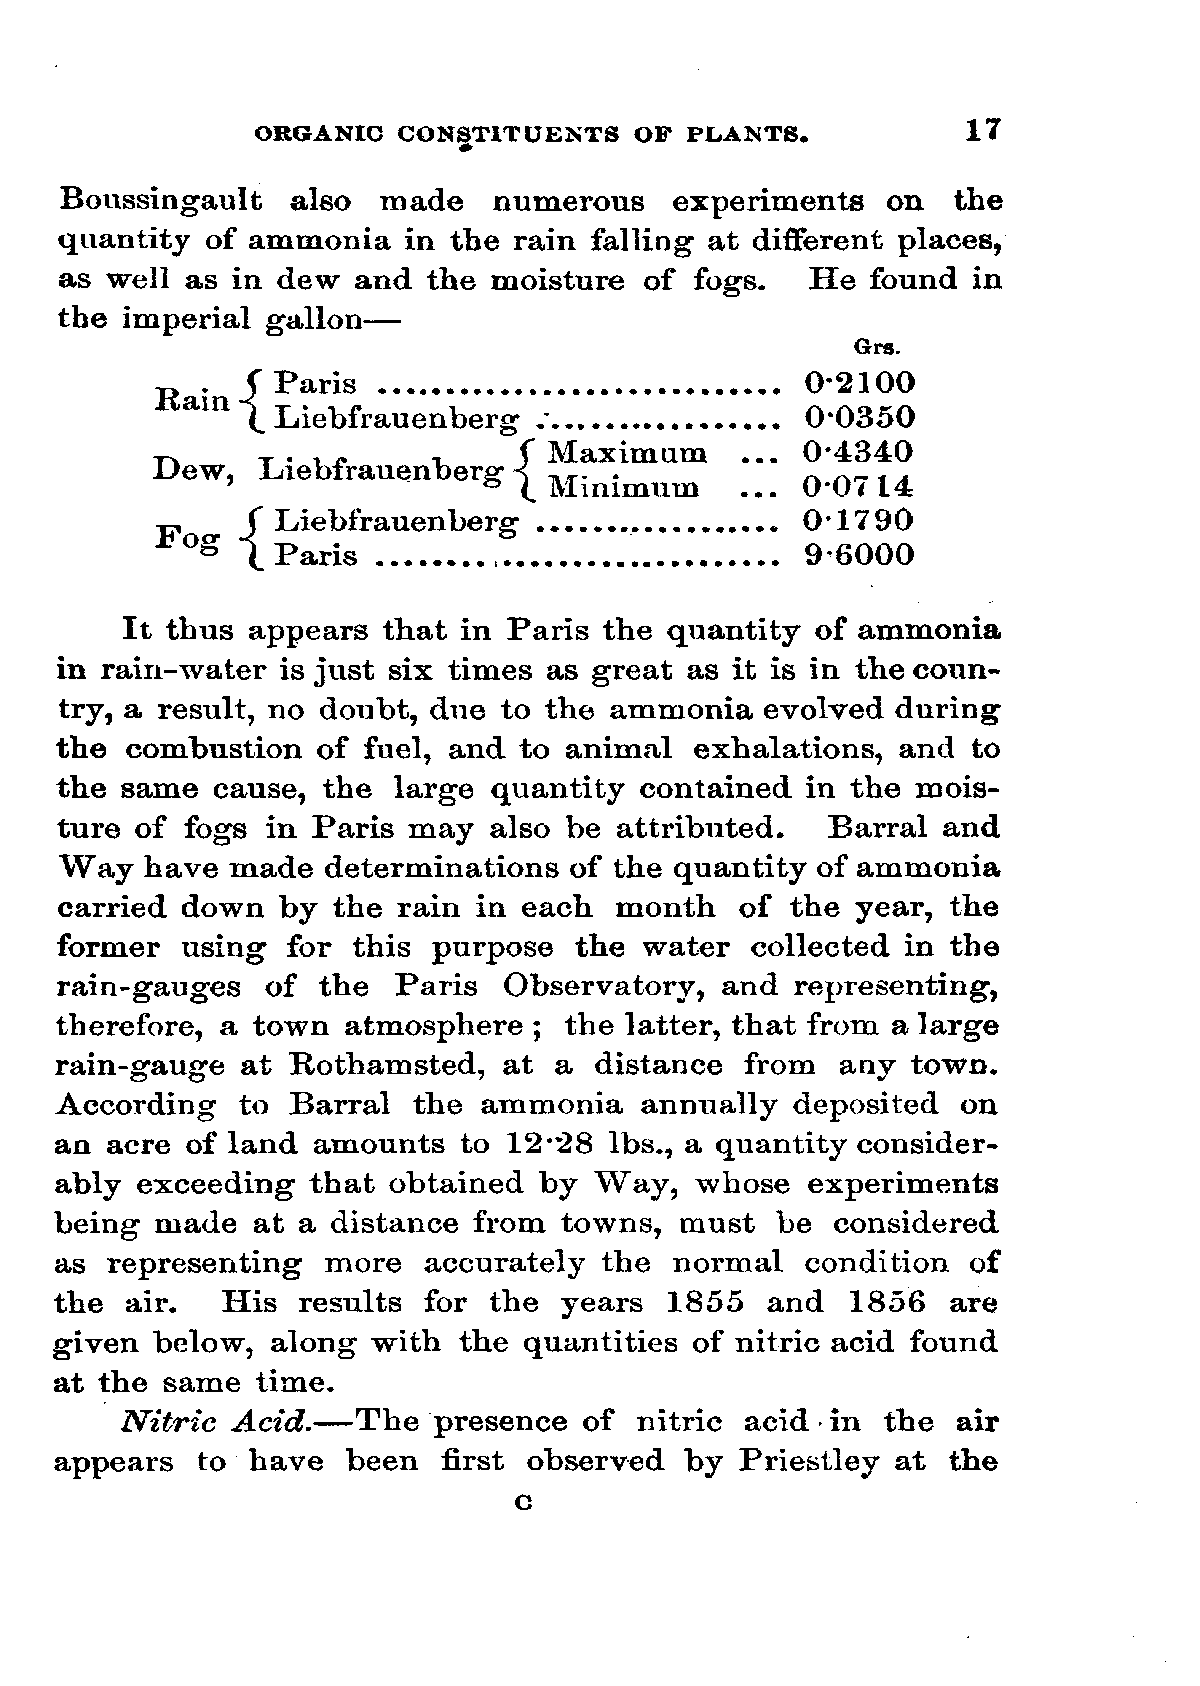 ORGANIC CONSTITUENTS OF PLANTS. 17
Boussingault also made numerous experiments on the
quantity of ammonia in the rain falling at different places,
as well as in dew and the moisture of fogs. He found in
the imperial gallon—
Grs.
Rain { Paris ............................. 0·2100
{ Liebfrauenberg .................. 0·0350
Dew, Liebfrauenberg { Maximum ... 0·4340
{ Minimum ... 0·0714
Fog { Liebfrauenberg .................. 0·1790
{ Paris ............................. 9·6000
It thus appears that in Paris the quantity of ammonia
in rain-water is just six times as great as it is in the coun-
try, a result, no doubt, due to the ammonia evolved during
the combustion of fuel, and to animal exhalations, and to
the same cause, the large quantity contained in the mois-
ture of fogs in Paris may also be attributed. Barral and
Way have made determinations of the quantity of ammonia
carried down by the rain in each month of the year, the
former using for this purpose the water collected in the
rain-gauges of the Paris Observatory, and representing,
therefore, a town atmosphere ; the latter, that from a large
rain-gauge at Rothamsted, at a distance from any town.
According to Barral the ammonia annually deposited on
an acre of land amounts to 12·28 lbs., a quantity consider-
ably exceeding that obtained by Way, whose experiments
being made at a distance from towns, must be considered
as representing more accurately the normal condition of
the air. His results for the years 1855 and 1856 are
given below, along with the quantities of nitric acid found
at the same time.
Nitric Acid.—The presence of nitric acid in the air
appears to have been first observed by Priestley at the
C